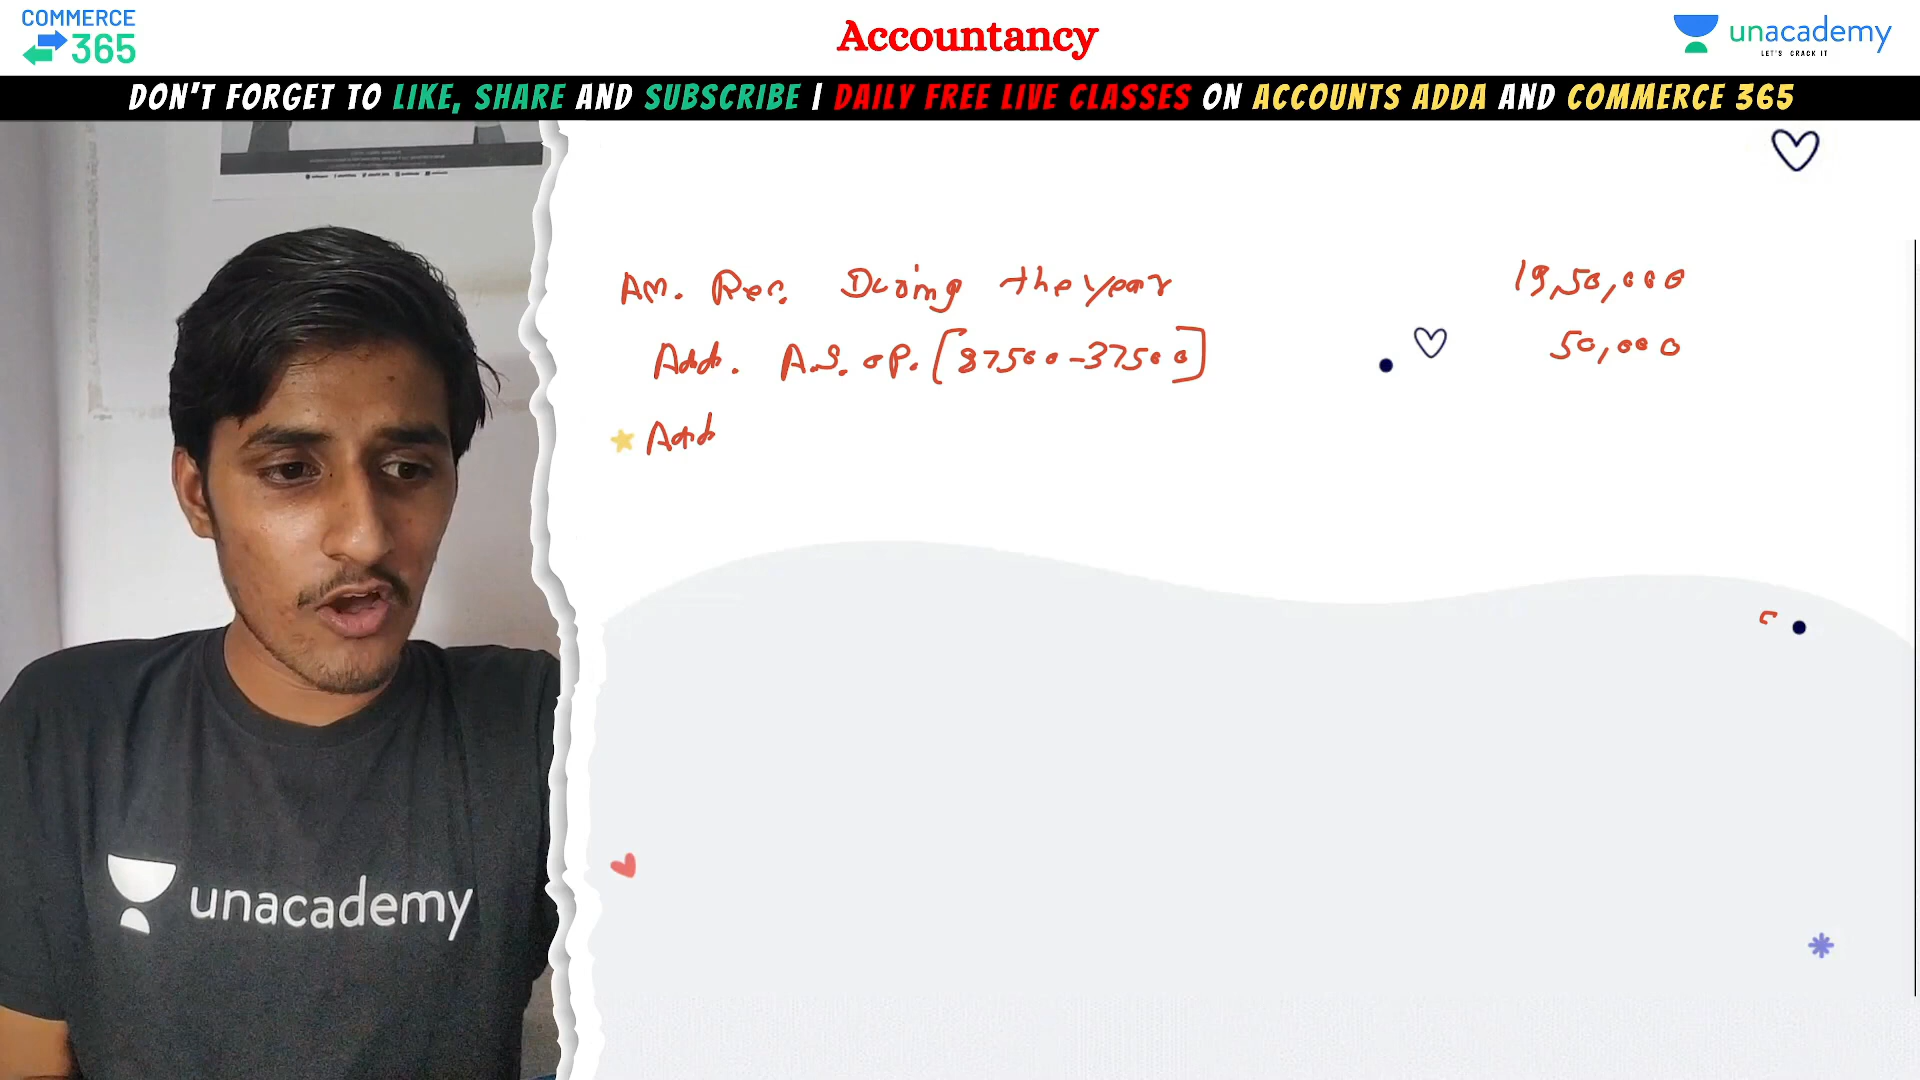 COMMERCE
365
Accountancy
unacademy
LET'S CRACK IT
DON'T FORGET TO LIKE, SHARE AND SUBSCRIBE | DAILY FREE LIVE CLASSES ON ACCOUNTS ADDA AND COMMERCE 365
Am. Rec. During the year 19,50,000
Add. A.S. OP. [87500-37500] 50,000
Add
unacademy